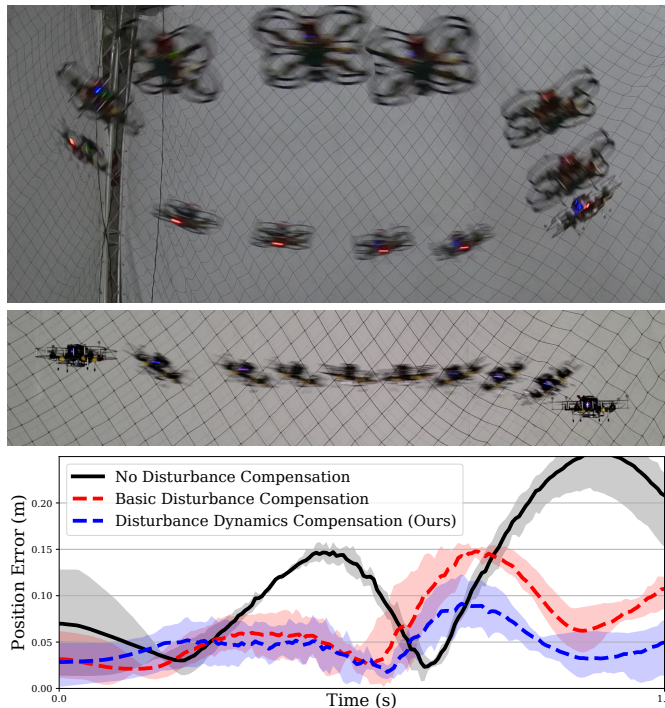 No Disturbance Compensation
Basic Disturbance Compensation
Disturbance Dynamics Compensation (Ours)
Position Error (m)
0.20
0.15
0.10
0.05
0.00
0.0
Time (s)
1.